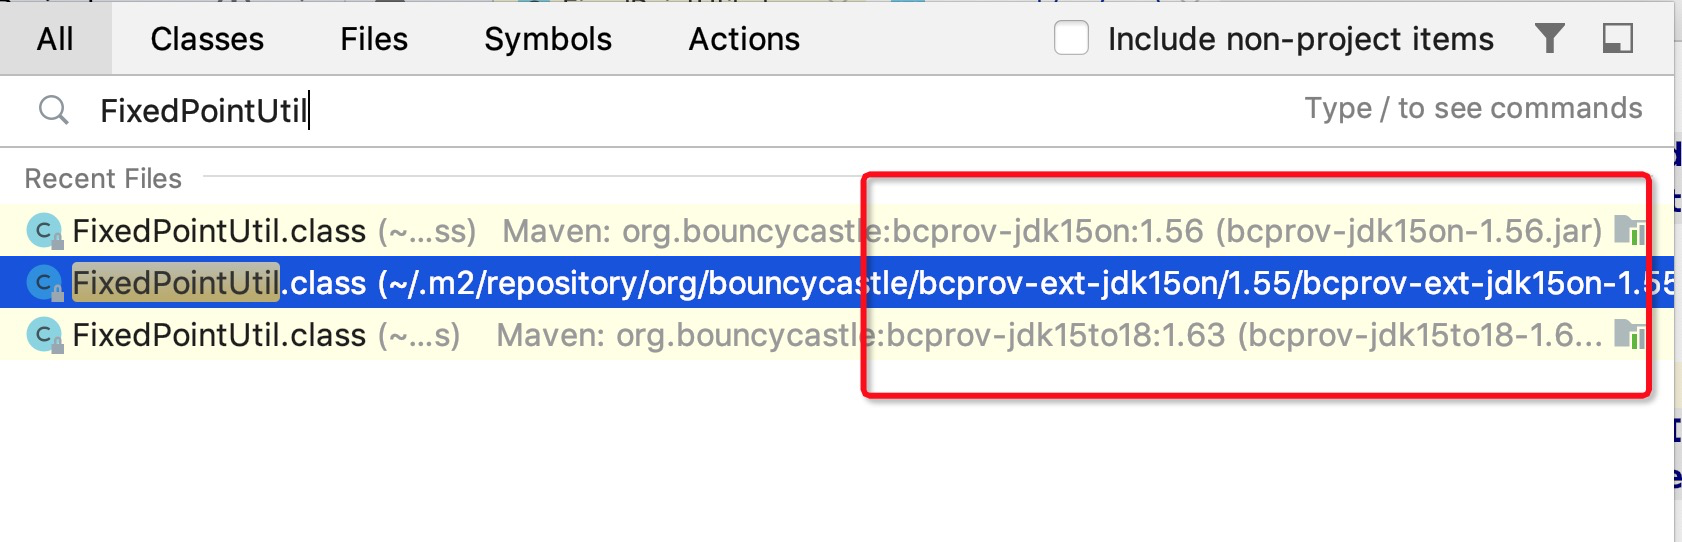 All Classes Files Symbols Actions Include non-project items
FixedPointUtil Type / to see commands
Recent Files
FixedPointUtil.class (~...ss) Maven: org.bouncycastle:bcprov-jdk15on:1.56 (bcprov-jdk15on-1.56.jar)
FixedPointUtil.class (~/.m2/repository/org/bouncycastle/bcprov-ext-jdk15on/1.55/bcprov-ext-jdk15on-1.55
FixedPointUtil.class (~...s) Maven: org.bouncycastle:bcprov-jdk15to18:1.63 (bcprov-jdk15to18-1.6...